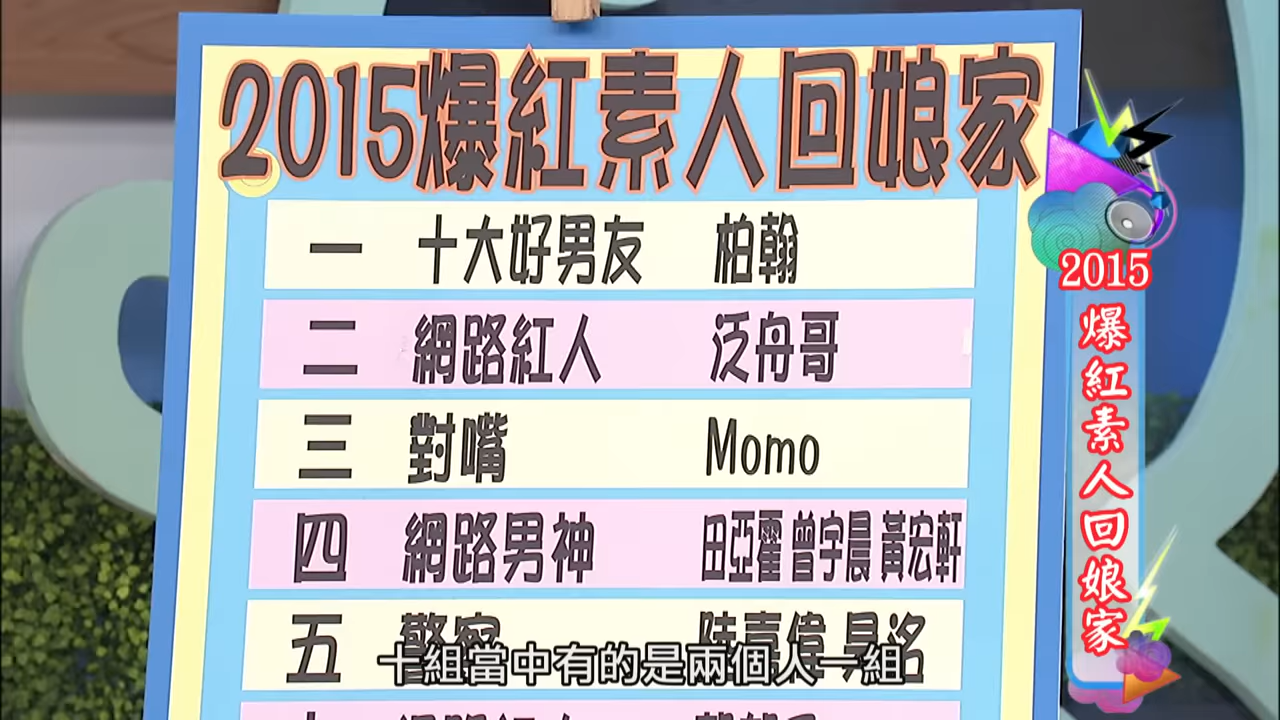 2015爆紅素人回娘家
一 十大好男友 柏翰
二 網路紅人 泛舟哥
三 對嘴 Momo
四 網路男神 田亞霍 曾宇晨 黃宏軒
五 警察
十組當中有的是兩個人一組
2015
爆紅素人回娘家